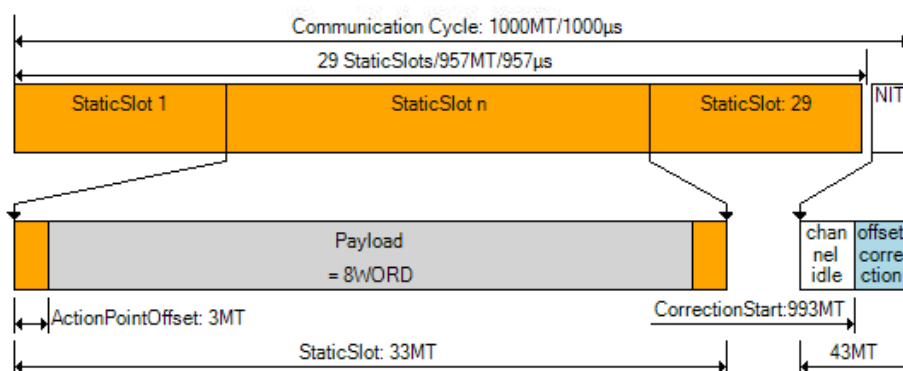 Communication Cycle: 1000MT/1000µs
29 StaticSlots/957MT/957µs
StaticSlot 1
StaticSlot n
StaticSlot: 29
NIT
Payload
= 8WORD
chan
nel
idle
offset
corre
ction
ActionPointOffset: 3MT
CorrectionStart:993MT
StaticSlot: 33MT
43MT